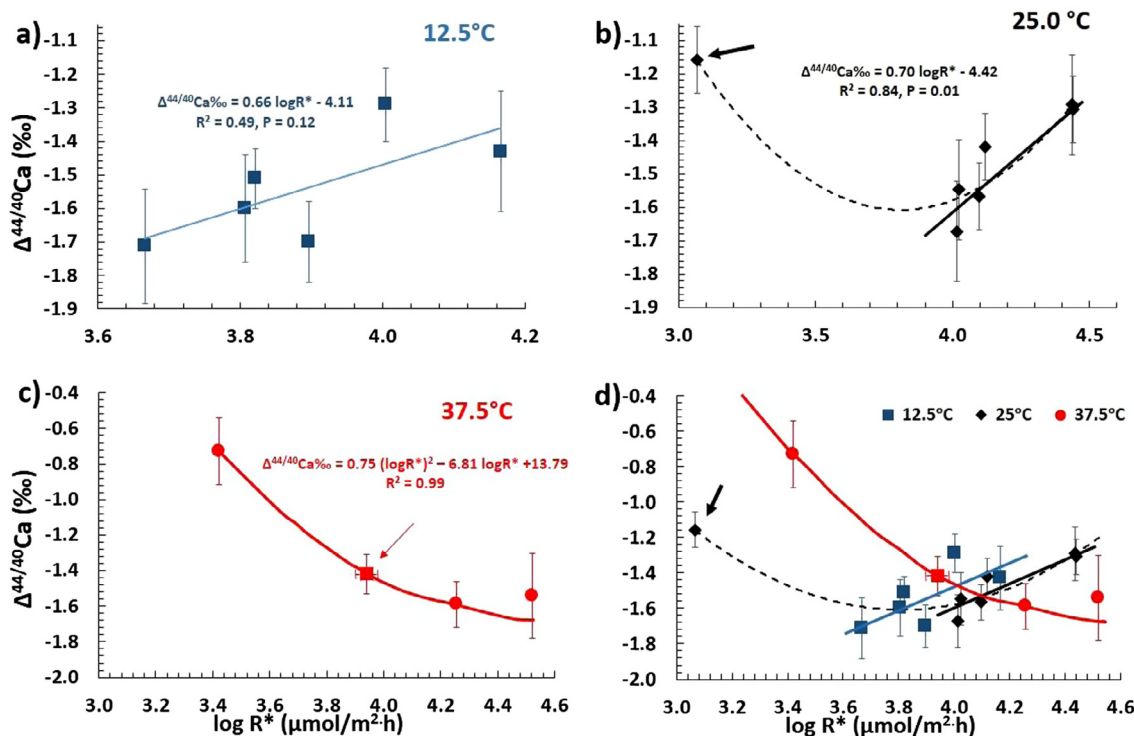 a)
12.5°C
Δ44/40Ca (‰)
-1.1
-1.2
-1.3
-1.4
-1.5
-1.6
-1.7
-1.8
-1.9
Δ44/40Ca‰ = 0.66 logR* - 4.11
R2 = 0.49, P = 0.12
3.6 3.8 4.0 4.2
b)
25.0 °C
-1.1
-1.2
-1.3
-1.4
-1.5
-1.6
-1.7
-1.8
-1.9
Δ44/40Ca‰ = 0.70 logR* - 4.42
R2 = 0.84, P = 0.01
3.0 3.5 4.0 4.5
c)
37.5°C
Δ44/40Ca (‰)
-0.4
-0.6
-0.8
-1.0
-1.2
-1.4
-1.6
-1.8
-2.0
Δ44/40Ca‰ = 0.75 (logR*)2 – 6.81 logR* +13.79
R2 = 0.99
3.0 3.2 3.4 3.6 3.8 4.0 4.2 4.4 4.6
log R* (µmol/m2·h)
d)
12.5°C 25°C 37.5°C
-0.4
-0.6
-0.8
-1.0
-1.2
-1.4
-1.6
-1.8
-2.0
3.0 3.2 3.4 3.6 3.8 4.0 4.2 4.4 4.6
log R* (µmol/m2·h)